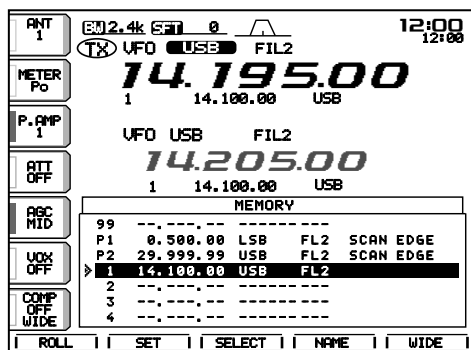 ANT
1
BW 2.4k SFT 0
12:00
12:00
TX VFO USB FIL2
METER
Po
14.195.00
1 14.100.00 USB
P.AMP
1
VFO USB FIL2
14.205.00
1 14.100.00 USB
ATT
OFF
AGC
MID
VOX
OFF
COMP
OFF
WIDE
MEMORY
99 --.---.-- ------ ---
P1 0.500.00 LSB FL2 SCAN EDGE
P2 29.999.99 USB FL2 SCAN EDGE
1 14.100.00 USB FL2
2 --.---.-- ------ ---
3 --.---.-- ------ ---
4 --.---.-- ------ ---
ROLL SET SELECT NAME WIDE